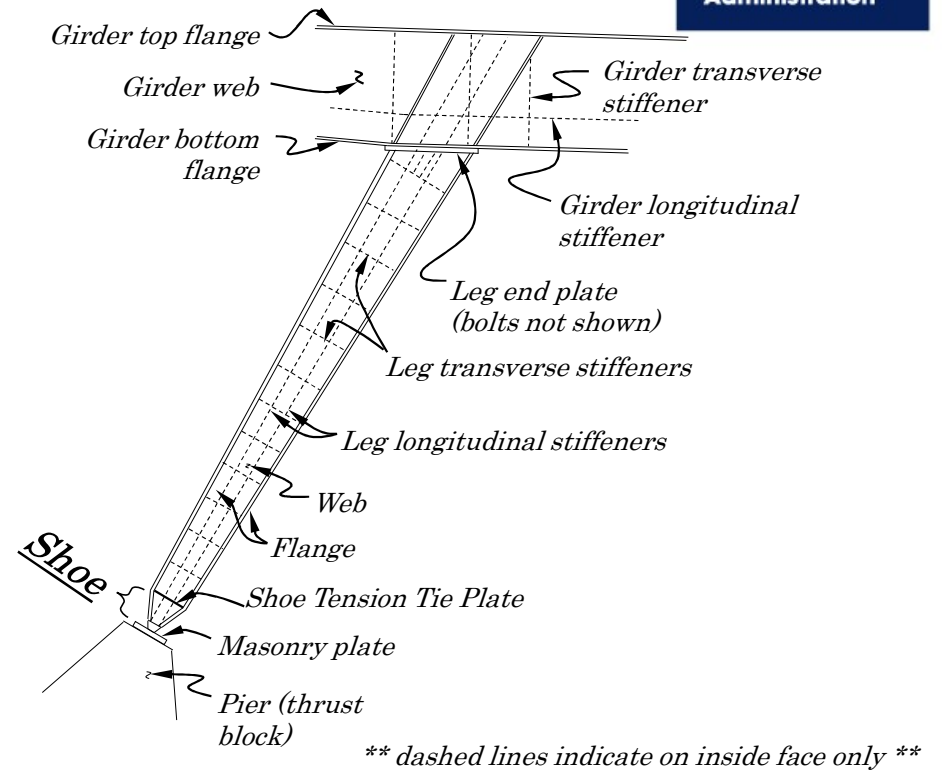 Administration
Girder top flange
Girder web
Girder bottom
flange
Girder transverse
stiffener
Girder longitudinal
stiffener
Leg end plate
(bolts not shown)
Leg transverse stiffeners
Leg longitudinal stiffeners
Web
Flange
Shoe
Shoe Tension Tie Plate
Masonry plate
Pier (thrust
block)
** dashed lines indicate on inside face only **